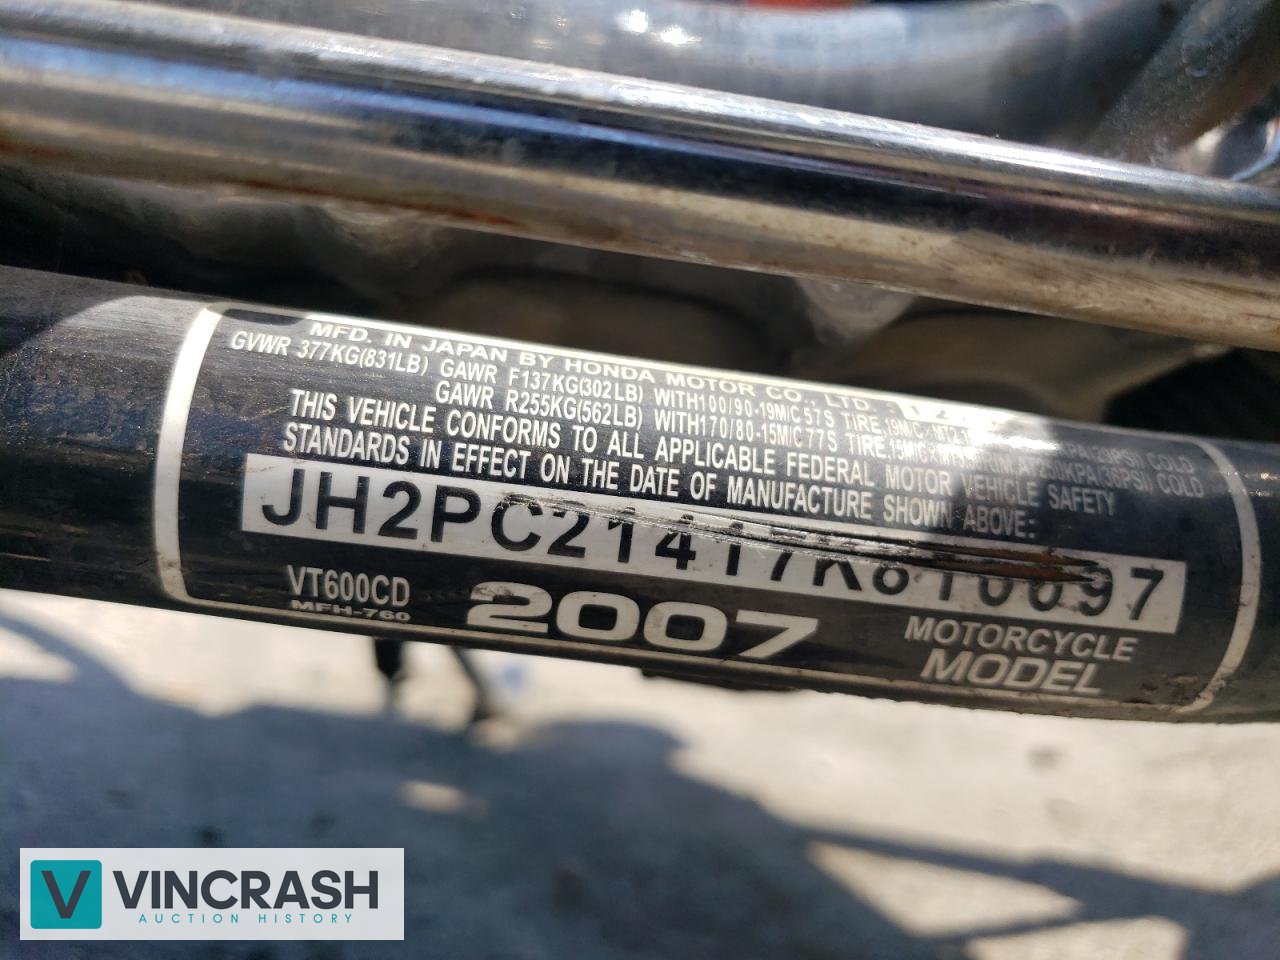 MFD. IN JAPAN BY HONDA MOTOR CO., LTD.:
GVWR 377KG(831LB) GAWR F137KG(302LB) WITH100/90-19M/C 57S TIRE, COLD
GAWR R255KG(562LB) WITH170/80-15M/C 77S TIRE, COLD
THIS VEHICLE CONFORMS TO ALL APPLICABLE FEDERAL MOTOR VEHICLE SAFETY
STANDARDS IN EFFECT ON THE DATE OF MANUFACTURE SHOWN ABOVE:
VT600CD
MFH-760
2007
MOTORCYCLE
MODEL
V VINCRASH
AUCTION HISTORY